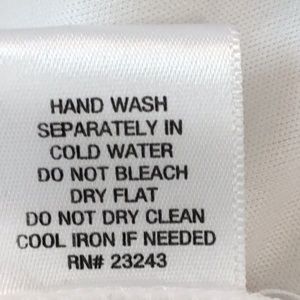 HAND WASH
SEPARATELY IN
COLD WATER
DO NOT BLEACH
DRY FLAT
DO NOT DRY CLEAN
COOL IRON IF NEEDED
RN# 23243